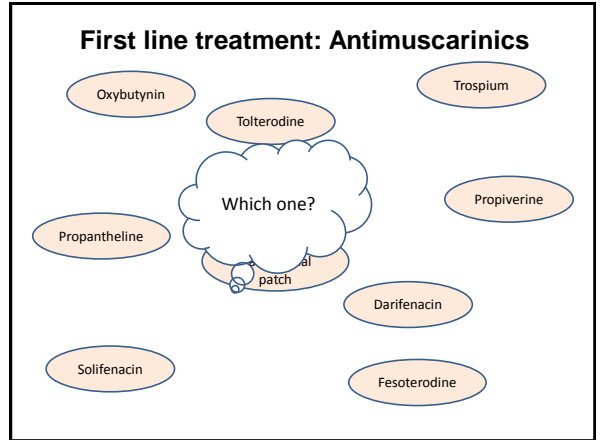 First line treatment: Antimuscarinics
Oxybutynin
Trospium
Tolterodine
Which one?
Propiverine
Propantheline
patch
Darifenacin
Solifenacin
Fesoterodine